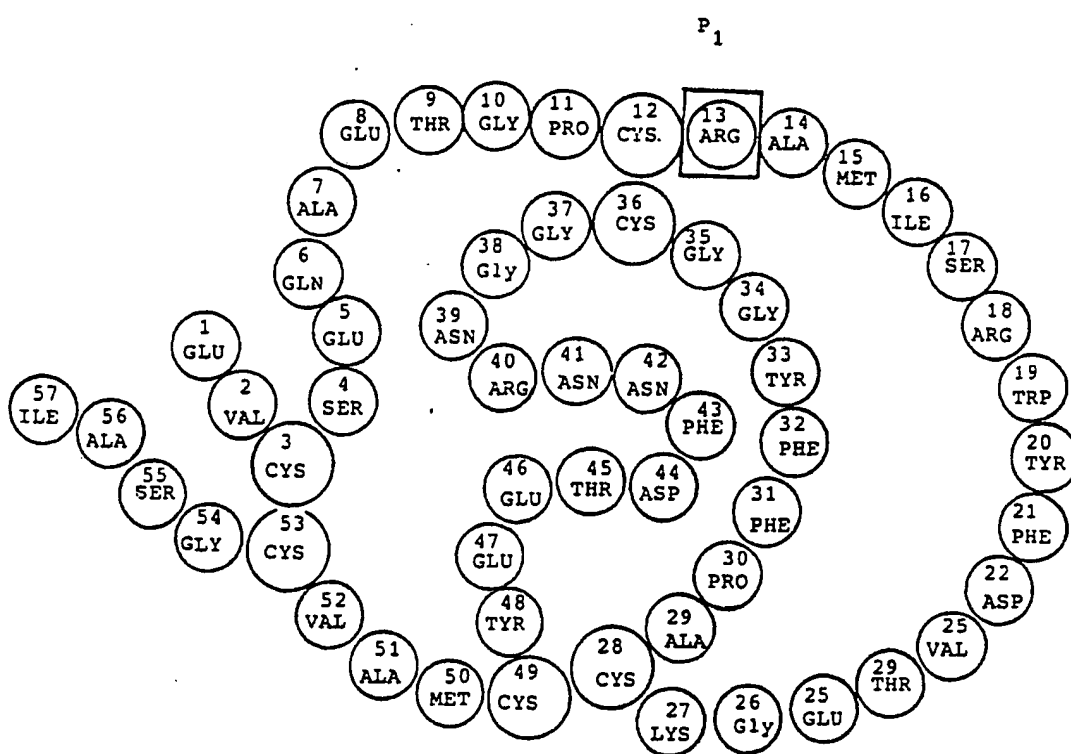 P1
1 GLU
2 VAL
3 CYS
4 SER
5 GLU
6 GLN
7 ALA
8 GLU
9 THR
10 GLY
11 PRO
12 CYS.
13 ARG
14 ALA
15 MET
16 ILE
17 SER
18 ARG
19 TRP
20 TYR
21 PHE
22 ASP
25 VAL
29 THR
25 GLU
26 Gly
27 LYS
28 CYS
29 ALA
30 PRO
31 PHE
32 PHE
33 TYR
34 GLY
35 GLY
36 CYS
37 GLY
38 Gly
39 ASN
40 ARG
41 ASN
42 ASN
43 PHE
44 ASP
45 THR
46 GLU
47 GLU
48 TYR
49 CYS
50 MET
51 ALA
52 VAL
53 CYS
54 GLY
55 SER
56 ALA
57 ILE